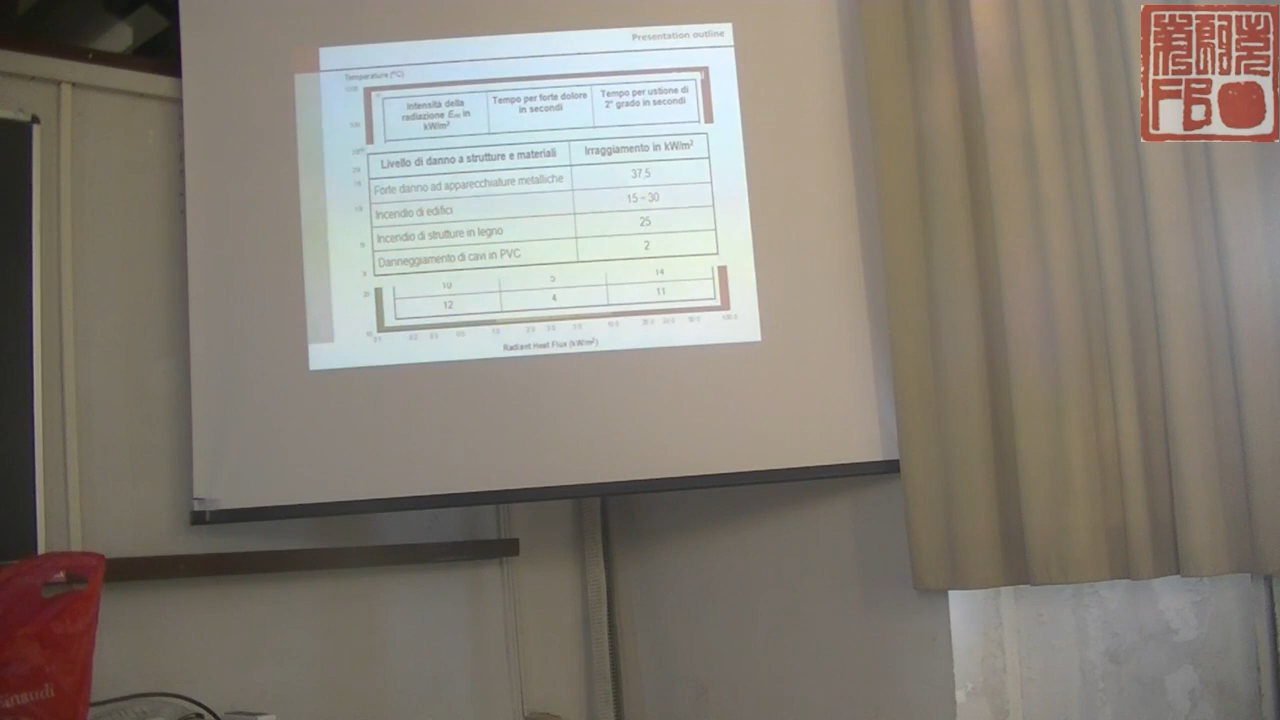 Presentation outline
Temperature (°C)
Intensità della radiazione E in kW/m²
Tempo per forte dolore in secondi
Tempo per ustione di 2° grado in secondi
Livello di danno a strutture e materiali Irraggiamento in kW/m²
Forte danno ad apparecchiature metalliche 37,5
Incendio di edifici 15 - 30
Incendio di strutture in legno 25
Danneggiamento di cavi in PVC 2
10 5 14
12 4 11
Radiant Heat Flux (kW/m²)
einaudi